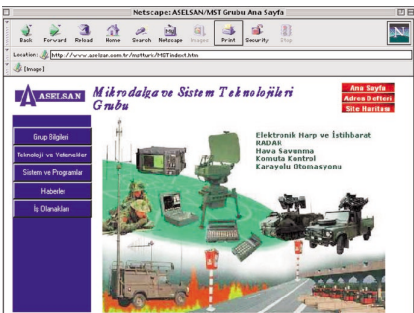 Netscape: ASELSAN/MST Grubu Ana Sayfa
Back Forward Reload Home Search Netscape Images Print Security Stop
Location: http://www.aselsan.com.tr/mstturk/MSTindext.htm
[Image]
ASELSAN
Mikrodalga ve Sistem Teknolojileri
Grubu
Ana Sayfa
Adres Defteri
Site Haritası
Grup Bilgileri
Teknoloji ve Yetenekler
Sistem ve Programlar
Haberler
İş Olanakları
Elektronik Harp ve İstihbarat
RADAR
Hava Savunma
Komuta Kontrol
Karayolu Otomasyonu